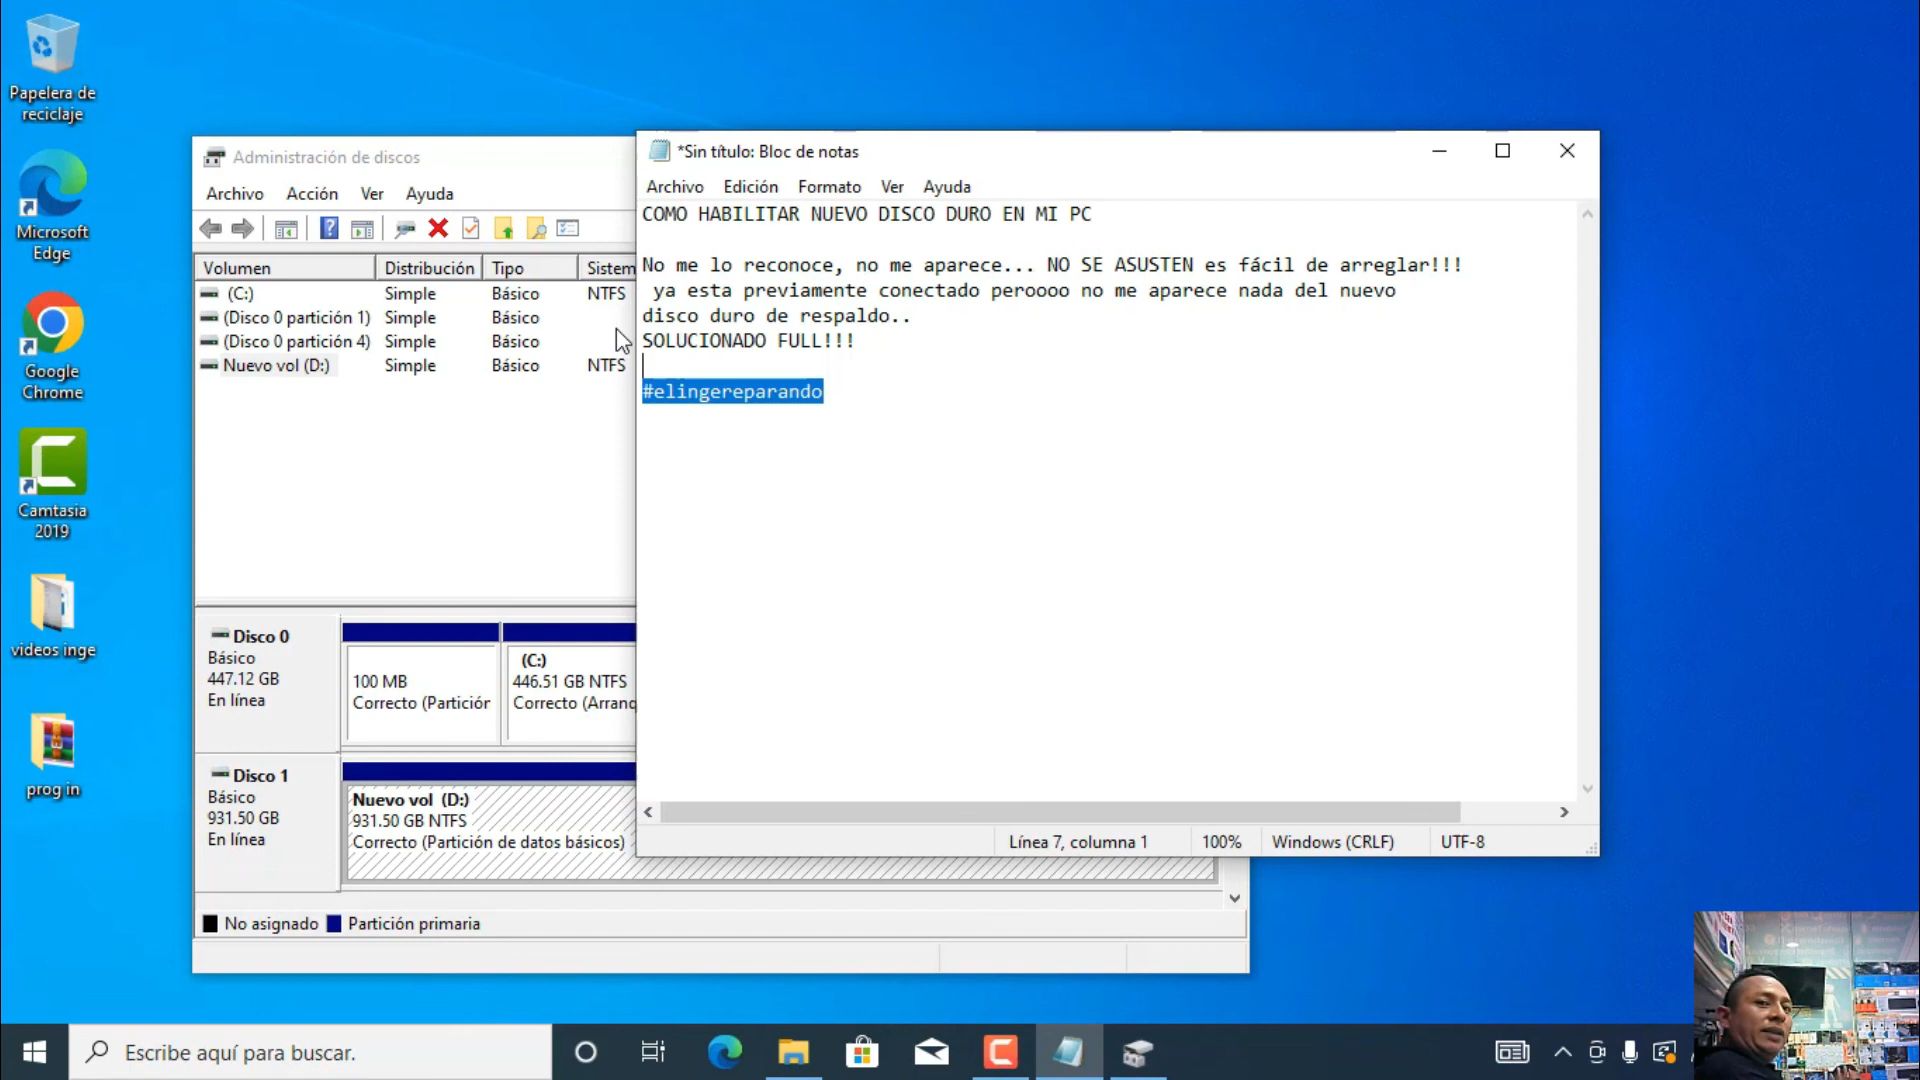 Papelera de
reciclaje
Microsoft
Edge
Google
Chrome
Camtasia
2019
videos inge
prog in
Administración de discos
Archivo Acción Ver Ayuda
Volumen Distribución Tipo Sistem
(C:) Simple Básico NTFS
(Disco 0 partición 1) Simple Básico
(Disco 0 partición 4) Simple Básico
Nuevo vol (D:) Simple Básico NTFS
Disco 0
Básico
447.12 GB
En línea
100 MB
Correcto (Particiór
(C:)
446.51 GB NTFS
Correcto (Arranq
Disco 1
Básico
931.50 GB
En línea
Nuevo vol (D:)
931.50 GB NTFS
Correcto (Partición de datos básicos)
No asignado Partición primaria
*Sin título: Bloc de notas
Archivo Edición Formato Ver Ayuda
COMO HABILITAR NUEVO DISCO DURO EN MI PC
No me lo reconoce, no me aparece... NO SE ASUSTEN es fácil de arreglar!!!
ya esta previamente conectado peroooo no me aparece nada del nuevo
disco duro de respaldo..
SOLUCIONADO FULL!!!
#elingereparando
Línea 7, columna 1 100% Windows (CRLF) UTF-8
Escribe aquí para buscar.